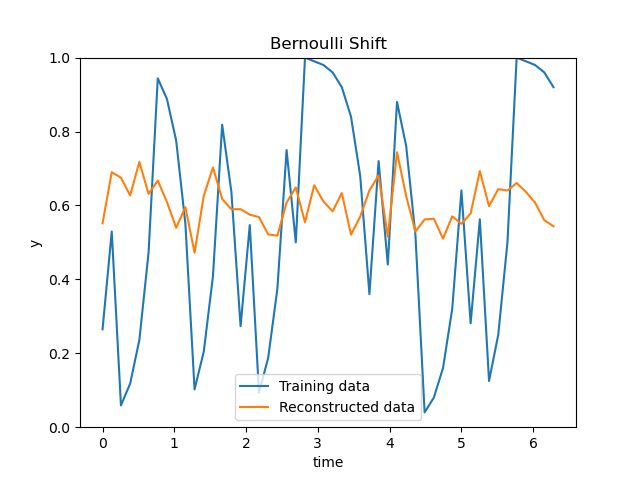 Bernoulli Shift
1.0
0.8
0.6
0.4
0.2
0.0
y
0 1 2 3 4 5 6
time
Training data
Reconstructed data